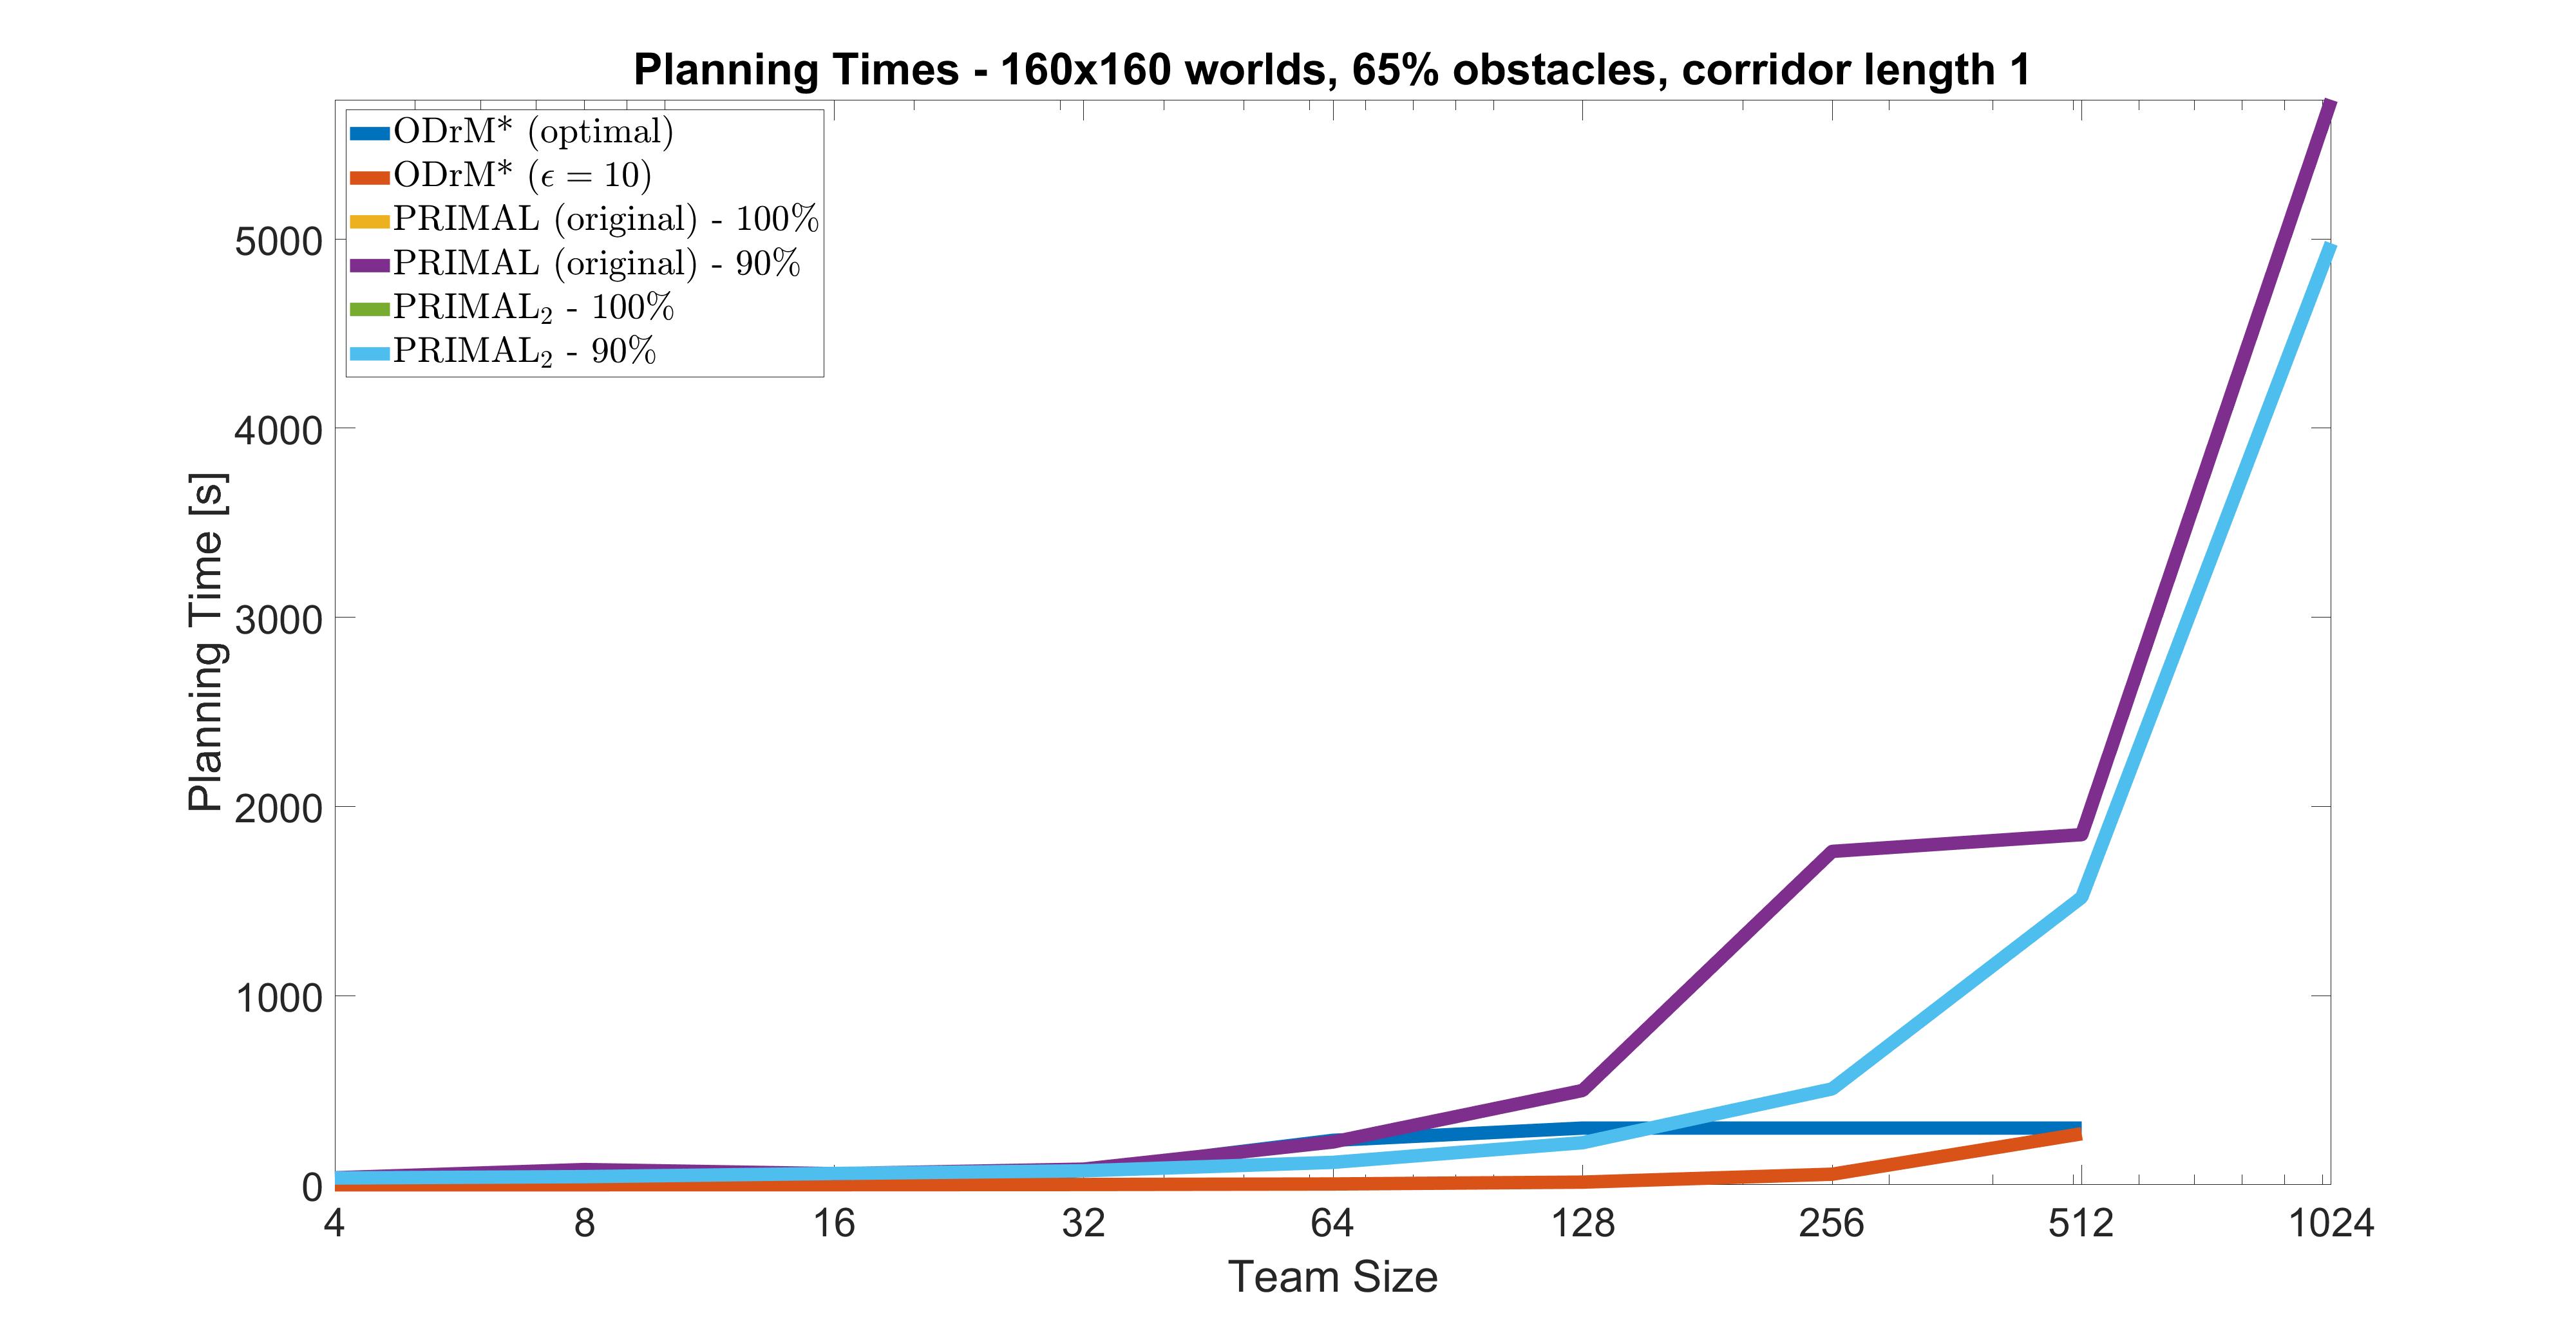 Planning Times - 160x160 worlds, 65% obstacles, corridor length 1
ODrM* (optimal)
ODrM* (ϵ = 10)
PRIMAL (original) - 100%
PRIMAL (original) - 90%
PRIMAL₂ - 100%
PRIMAL₂ - 90%
Planning Time [s]
5000
4000
3000
2000
1000
0
4 8 16 32 64 128 256 512 1024
Team Size